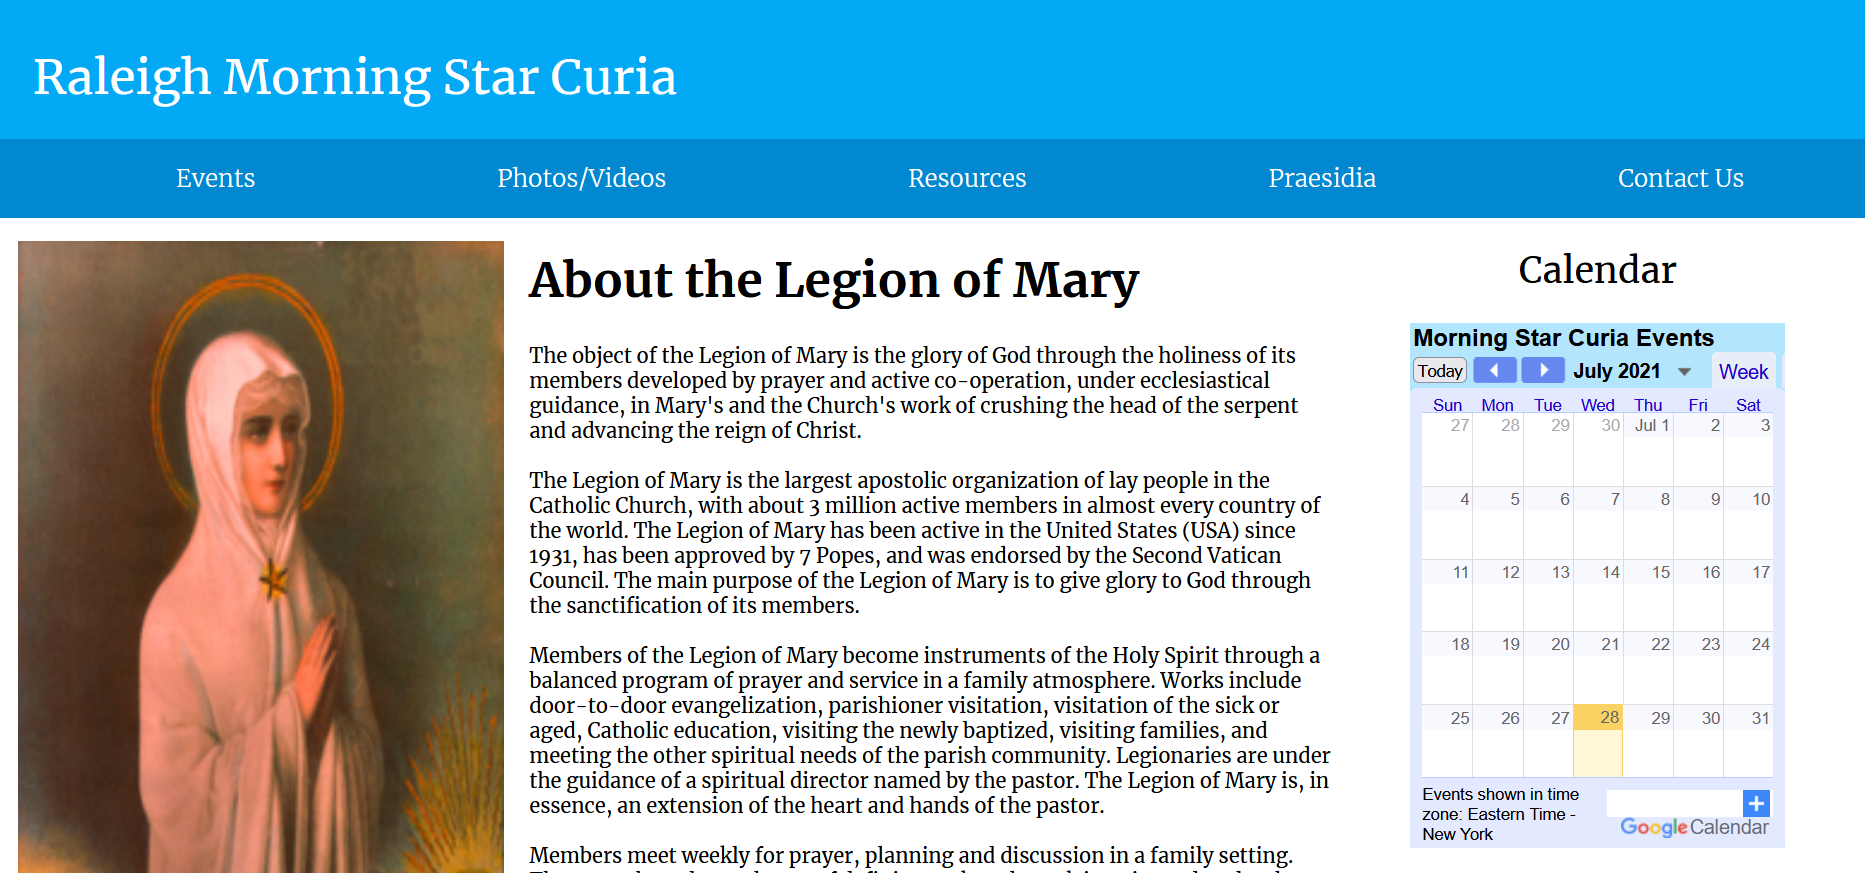 Raleigh Morning Star Curia
Events
Photos/Videos
Resources
Praesidia
Contact Us
About the Legion of Mary
The object of the Legion of Mary is the glory of God through the holiness of its
members developed by prayer and active co-operation, under ecclesiastical
guidance, in Mary's and the Church's work of crushing the head of the serpent
and advancing the reign of Christ.
The Legion of Mary is the largest apostolic organization of lay people in the
Catholic Church, with about 3 million active members in almost every country of
the world. The Legion of Mary has been active in the United States (USA) since
1931, has been approved by 7 Popes, and was endorsed by the Second Vatican
Council. The main purpose of the Legion of Mary is to give glory to God through
the sanctification of its members.
Members of the Legion of Mary become instruments of the Holy Spirit through a
balanced program of prayer and service in a family atmosphere. Works include
door-to-door evangelization, parishioner visitation, visitation of the sick or
aged, Catholic education, visiting the newly baptized, visiting families, and
meeting the other spiritual needs of the parish community. Legionaries are under
the guidance of a spiritual director named by the pastor. The Legion of Mary is, in
essence, an extension of the heart and hands of the pastor.
Members meet weekly for prayer, planning and discussion in a family setting.
Calendar
Morning Star Curia Events
Today July 2021 Week
Sun Mon Tue Wed Thu Fri Sat
27 28 29 30 Jul 1 2 3
4 5 6 7 8 9 10
11 12 13 14 15 16 17
18 19 20 21 22 23 24
25 26 27 28 29 30 31
Events shown in time
zone: Eastern Time -
New York
Google Calendar